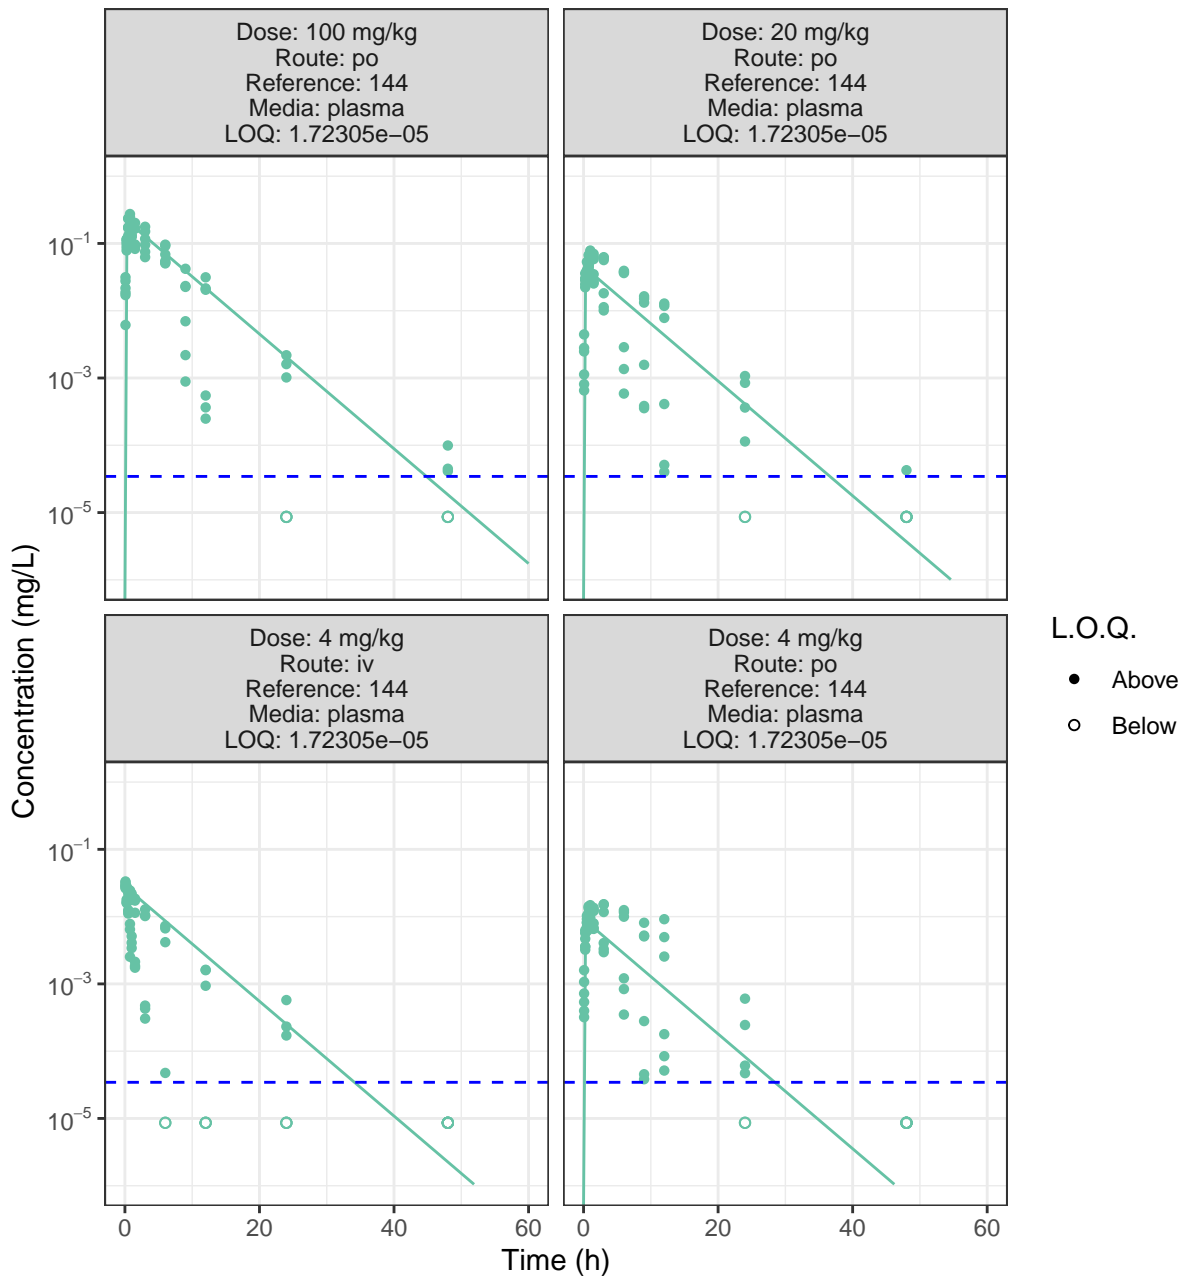 Dose: 100 mg/kg
Route: po
Reference: 144
Media: plasma
LOQ: 1.72305e−05
Dose: 20 mg/kg
Route: po
Reference: 144
Media: plasma
LOQ: 1.72305e−05
10−1
10−3
10−5
Dose: 4 mg/kg
Route: iv
Reference: 144
Media: plasma
LOQ: 1.72305e−05
Dose: 4 mg/kg
Route: po
Reference: 144
Media: plasma
LOQ: 1.72305e−05
10−1
10−3
10−5
0 20 40 60
0 20 40 60
Time (h)
Concentration (mg/L)
L.O.Q.
Above
Below